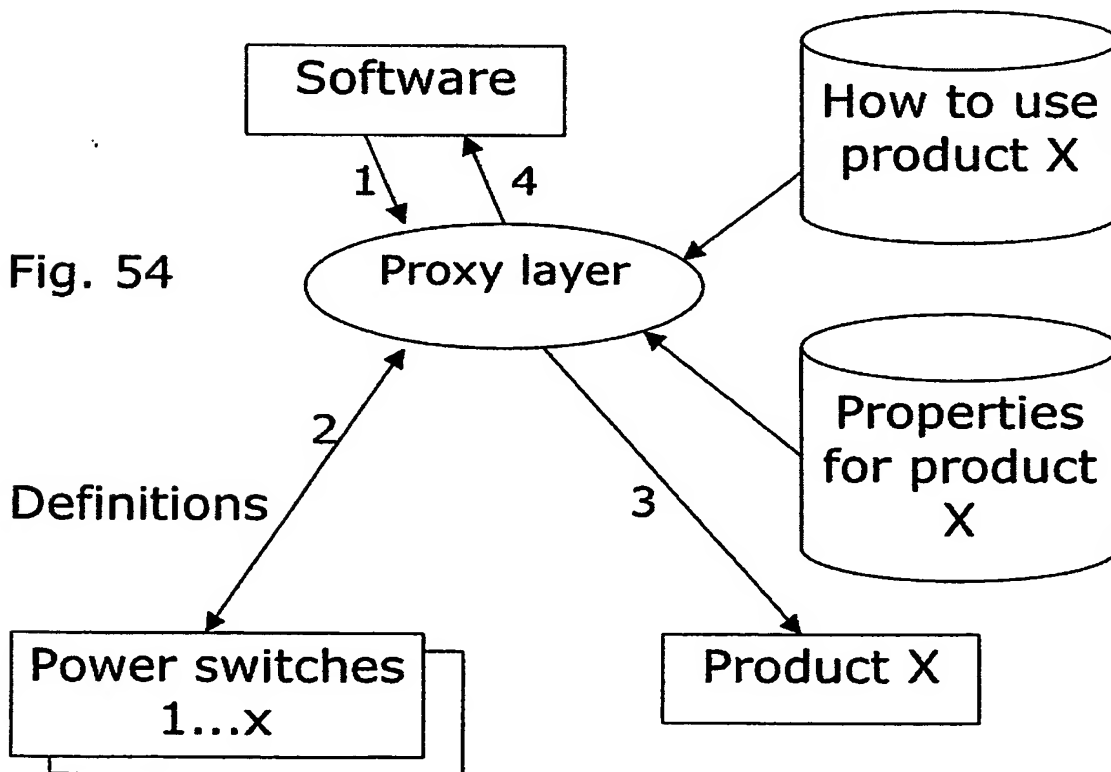 Software
How to use
product X
1
4
Fig. 54
Proxy layer
Properties
for product
X
2
Definitions
3
Power switches
1...x
Product X